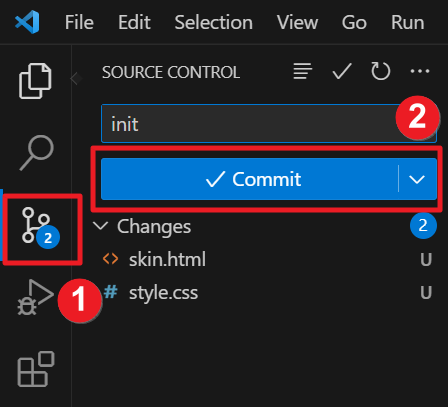 File Edit Selection View Go Run
SOURCE CONTROL
init
2
Commit
2
Changes 2
skin.html U
1
# style.css U